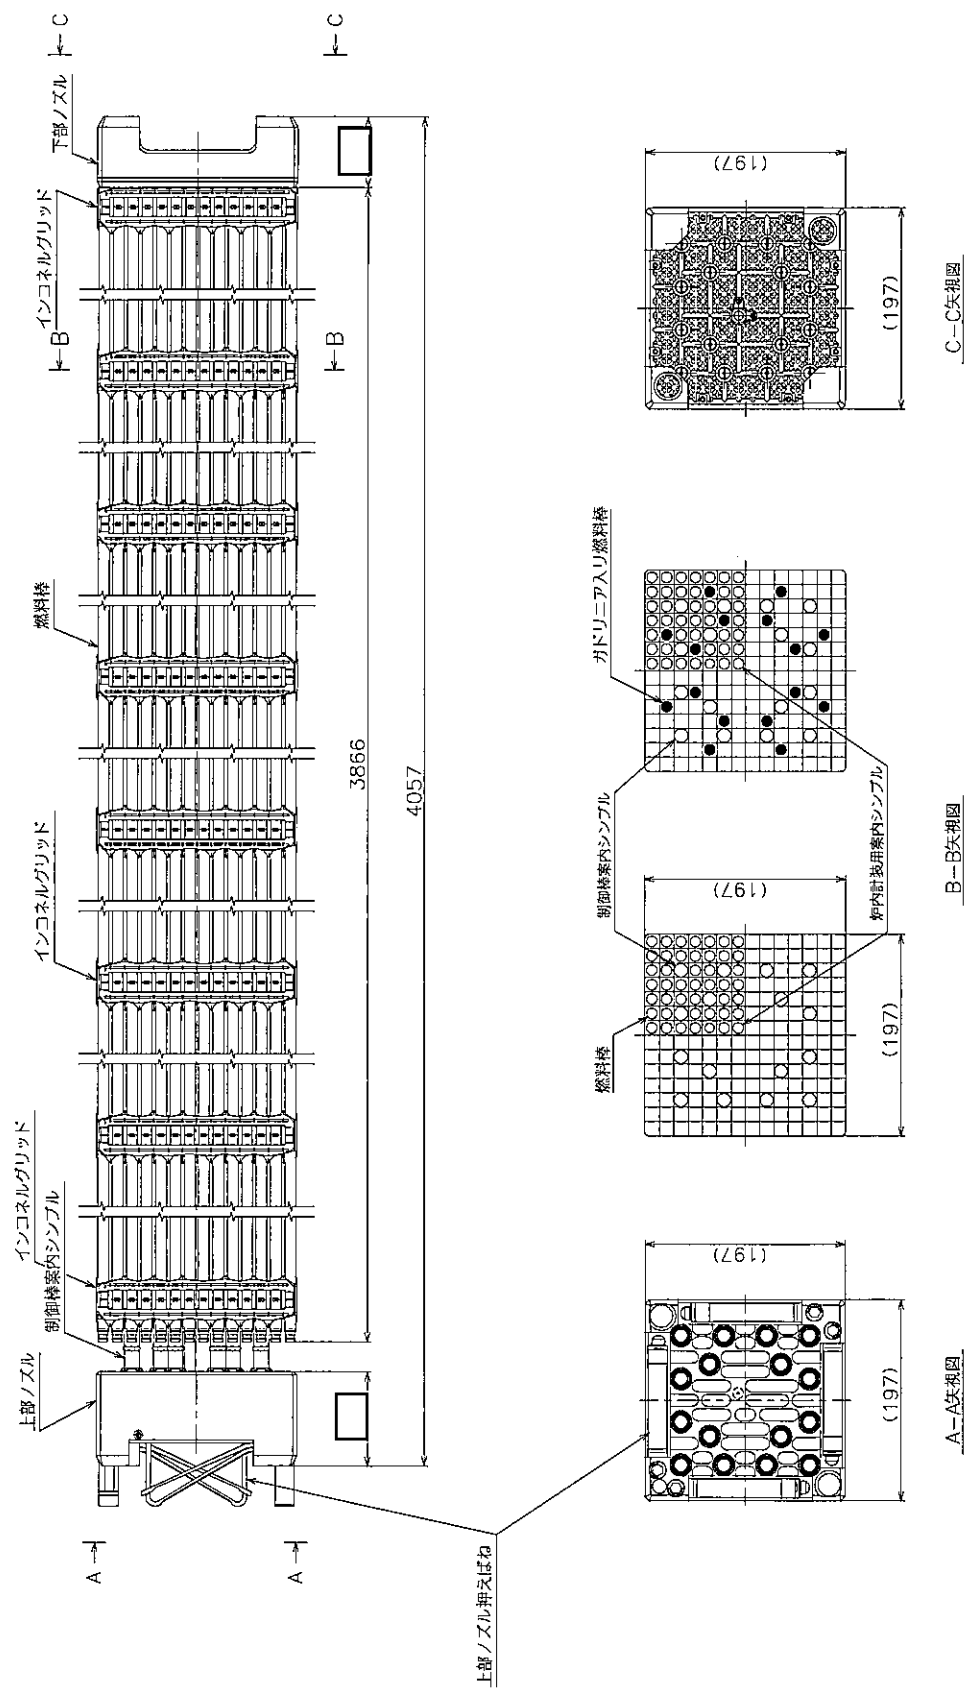 上部ノズル
制御棒案内シンブル
インコネルグリッド
インコネルグリッド
燃料棒
インコネルグリッド
下部ノズル
A
A
B
B
C
C
3866
4057
上部ノズル押えばね
(197)
(197)
A-A矢視図
燃料棒
制御棒案内シンブル
炉内計装用案内シンブル
ガドリニア入り燃料棒
(197)
(197)
B-B矢視図
(197)
(197)
C-C矢視図